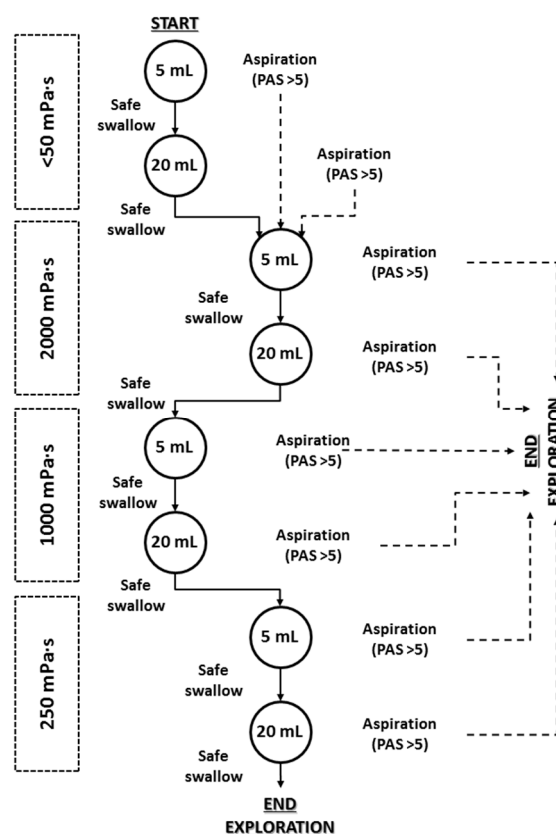 START
5 mL
Aspiration
(PAS >5)
Safe
swallow
<50 mPa·s
20 mL
Aspiration
(PAS >5)
Safe
swallow
5 mL
Aspiration
(PAS >5)
Safe
swallow
2000 mPa·s
20 mL
Aspiration
(PAS >5)
Safe
swallow
5 mL
Aspiration
(PAS >5)
END
EXPLORATION
Safe
swallow
1000 mPa·s
20 mL
Aspiration
(PAS >5)
Safe
swallow
5 mL
Aspiration
(PAS >5)
Safe
swallow
250 mPa·s
20 mL
Aspiration
(PAS >5)
Safe
swallow
END
EXPLORATION